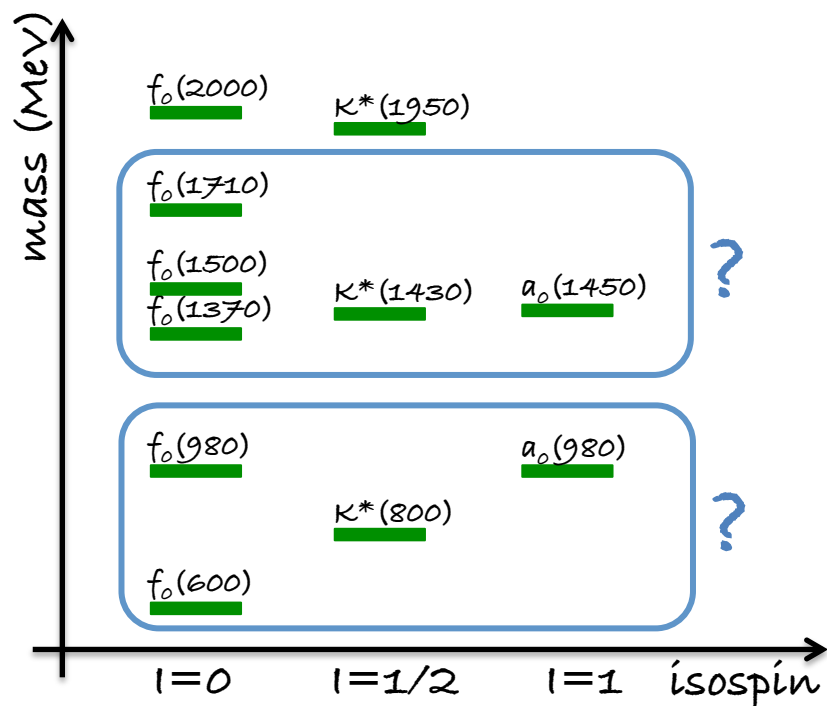 mass (MeV)
f₀(2000)
K*(1950)
f₀(1710)
f₀(1500)
K*(1430)
a₀(1450)
f₀(1370)
?
f₀(980)
a₀(980)
K*(800)
?
f₀(600)
I=0
I=1/2
I=1
isospin